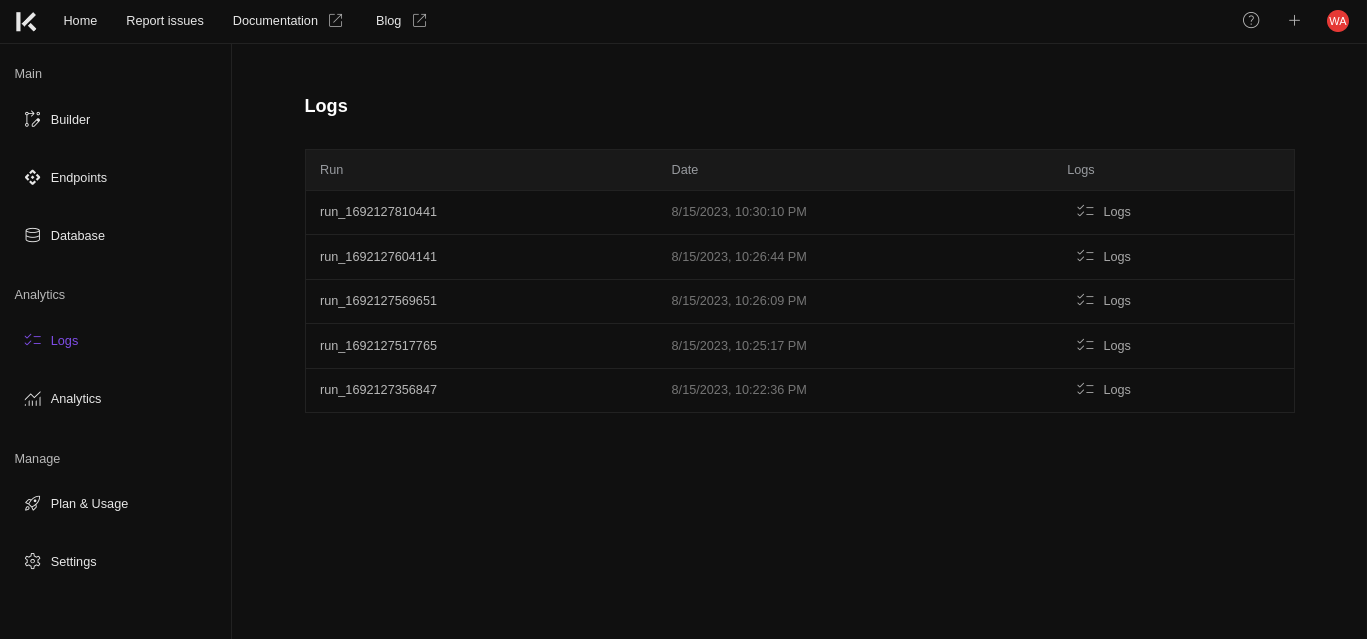 Home Report issues Documentation Blog WA
Main
Builder
Endpoints
Database
Analytics
Logs
Analytics
Manage
Plan & Usage
Settings
Logs
Run Date Logs
run_1692127810441 8/15/2023, 10:30:10 PM Logs
run_1692127604141 8/15/2023, 10:26:44 PM Logs
run_1692127569651 8/15/2023, 10:26:09 PM Logs
run_1692127517765 8/15/2023, 10:25:17 PM Logs
run_1692127356847 8/15/2023, 10:22:36 PM Logs